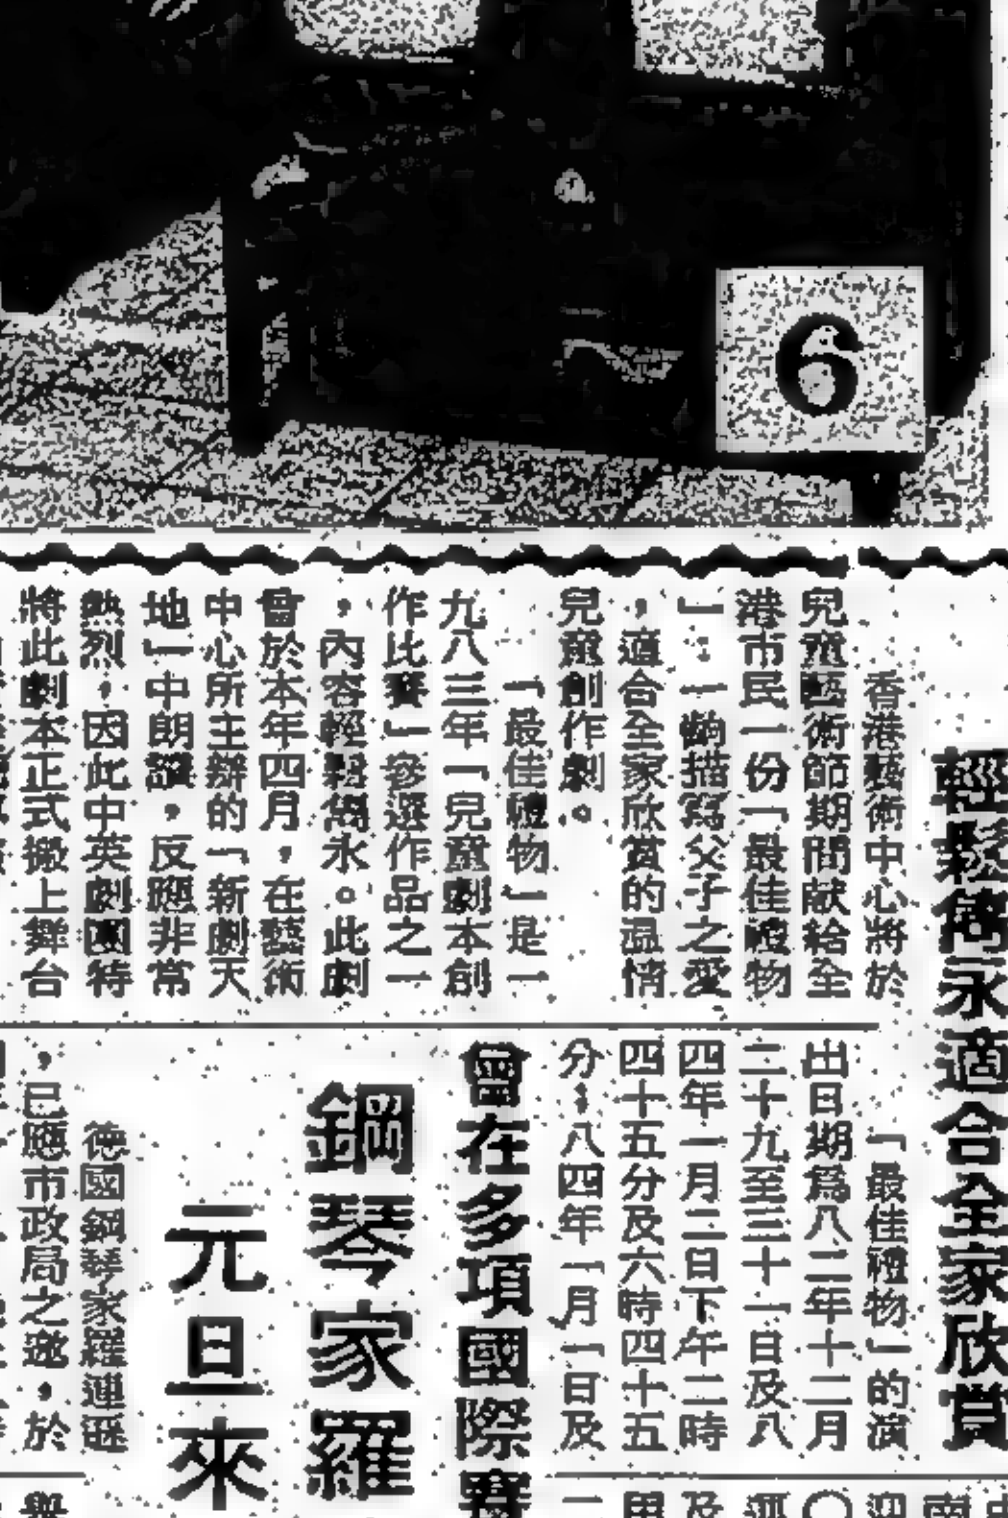 6
輕鬆雋永適合全家欣賞
香港藝術中心將於
兒童藝術節期間献給全
港市民一份「最佳禮物
」:一齣描寫父子之愛
,適合全家欣賞的温情
兒童創作劇。
「最佳禮物」是一
九八三年「兒童劇本創
作比賽」參選作品之一
,內容輕鬆雋永。此劇
曾於本年四月,在藝術
中心所主辦的「新劇天
地」中朗讀,反應非常
熱烈,因此中英劇團特
將此劇本正式搬上舞台
「最佳禮物」的演
出日期爲八二年十二月
二十九至三十一日及八
四年一月二日下午二時
四十五分及六時四十五
分;八四年一月一日及
曾在多項國際賽
鋼琴家羅
元旦來
德國鋼琴家羅連遜
,已應市政局之邀,於